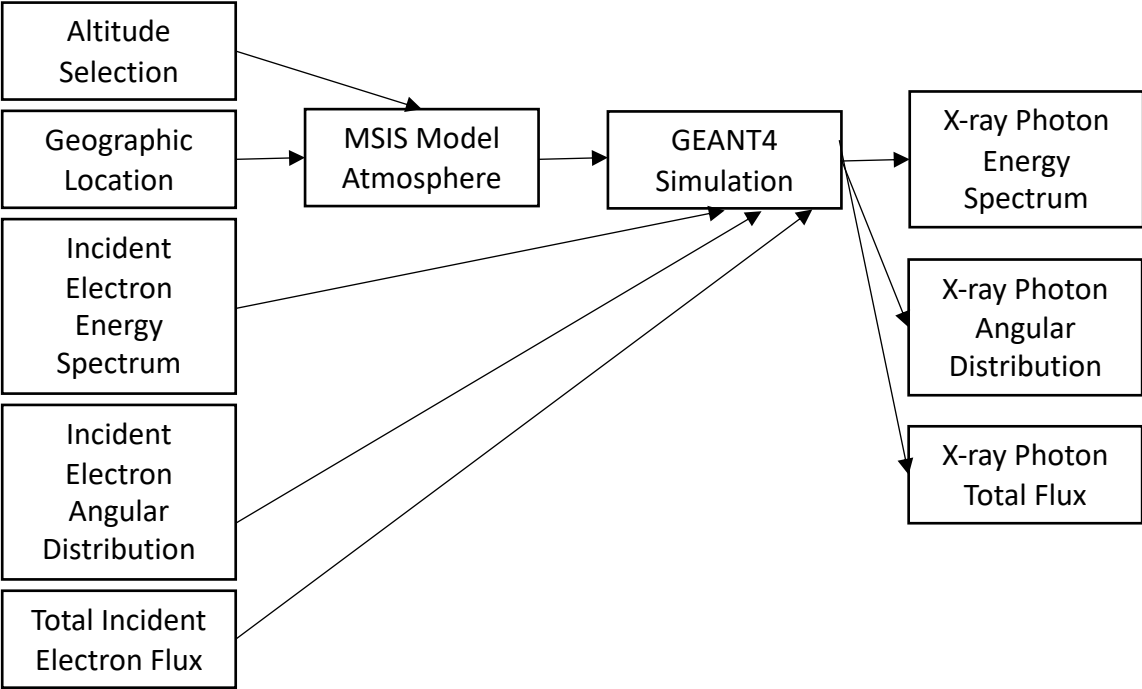 Altitude
Selection
Geographic
Location
Incident
Electron
Energy
Spectrum
Incident
Electron
Angular
Distribution
Total Incident
Electron Flux
MSIS Model
Atmosphere
GEANT4
Simulation
X-ray Photon
Energy
Spectrum
X-ray Photon
Angular
Distribution
X-ray Photon
Total Flux